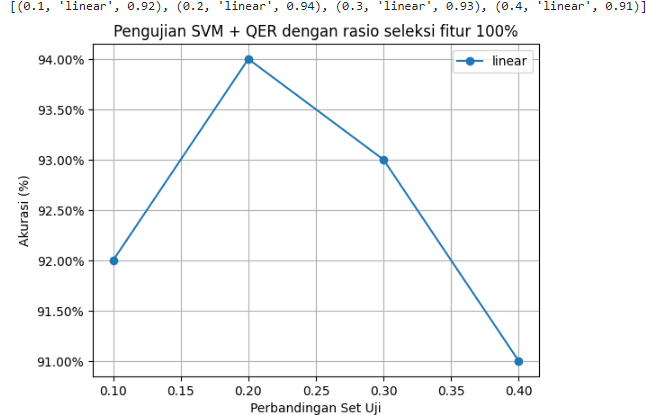 [(0.1, 'linear', 0.92), (0.2, 'linear', 0.94), (0.3, 'linear', 0.93), (0.4, 'linear', 0.91)]
Pengujian SVM + QER dengan rasio seleksi fitur 100%
linear
94.00%
93.50%
93.00%
92.50%
92.00%
91.50%
91.00%
Akurasi (%)
0.10 0.15 0.20 0.25 0.30 0.35 0.40
Perbandingan Set Uji